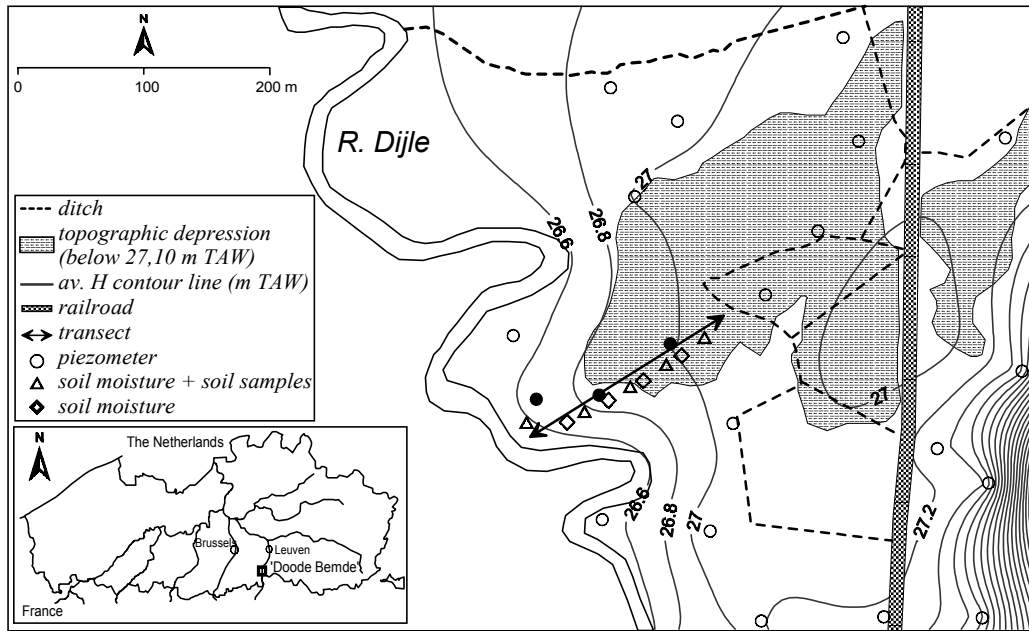 N
0
100
200 m
R. Dijle
ditch
topographic depression
(below 27,10 m TAW)
av. H contour line (m TAW)
railroad
transect
piezometer
soil moisture + soil samples
soil moisture
27
26.6
26.8
27
26.6
26.8
27
27.2
N
The Netherlands
Brussels
Leuven
'Doode Bemde'
France